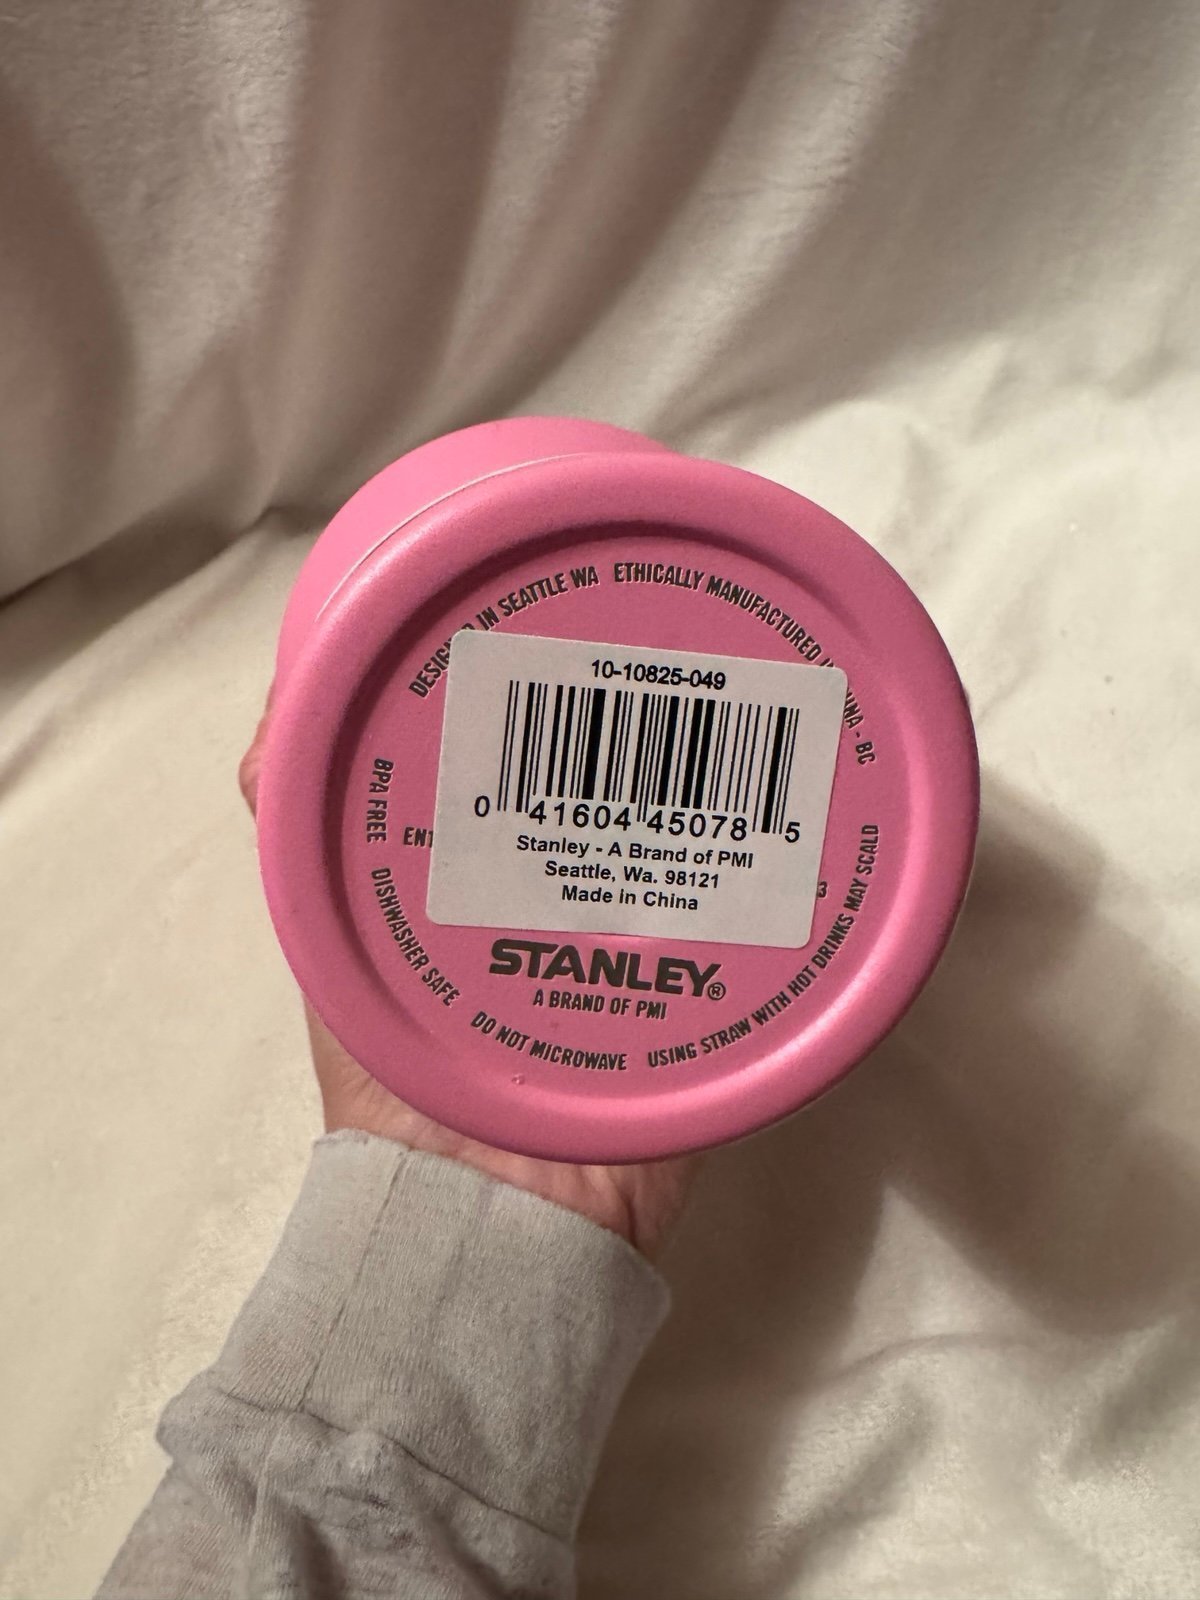 DESIGNED IN SEATTLE WA
ETHICALLY MANUFACTURED IN CHINA - BC
10-10825-049
0 41604 45078 5
Stanley - A Brand of PMI
Seattle, Wa. 98121
Made in China
STANLEY®
A BRAND OF PMI
BPA FREE
DISHWASHER SAFE
DO NOT MICROWAVE
USING STRAW WITH HOT DRINKS MAY SCALD